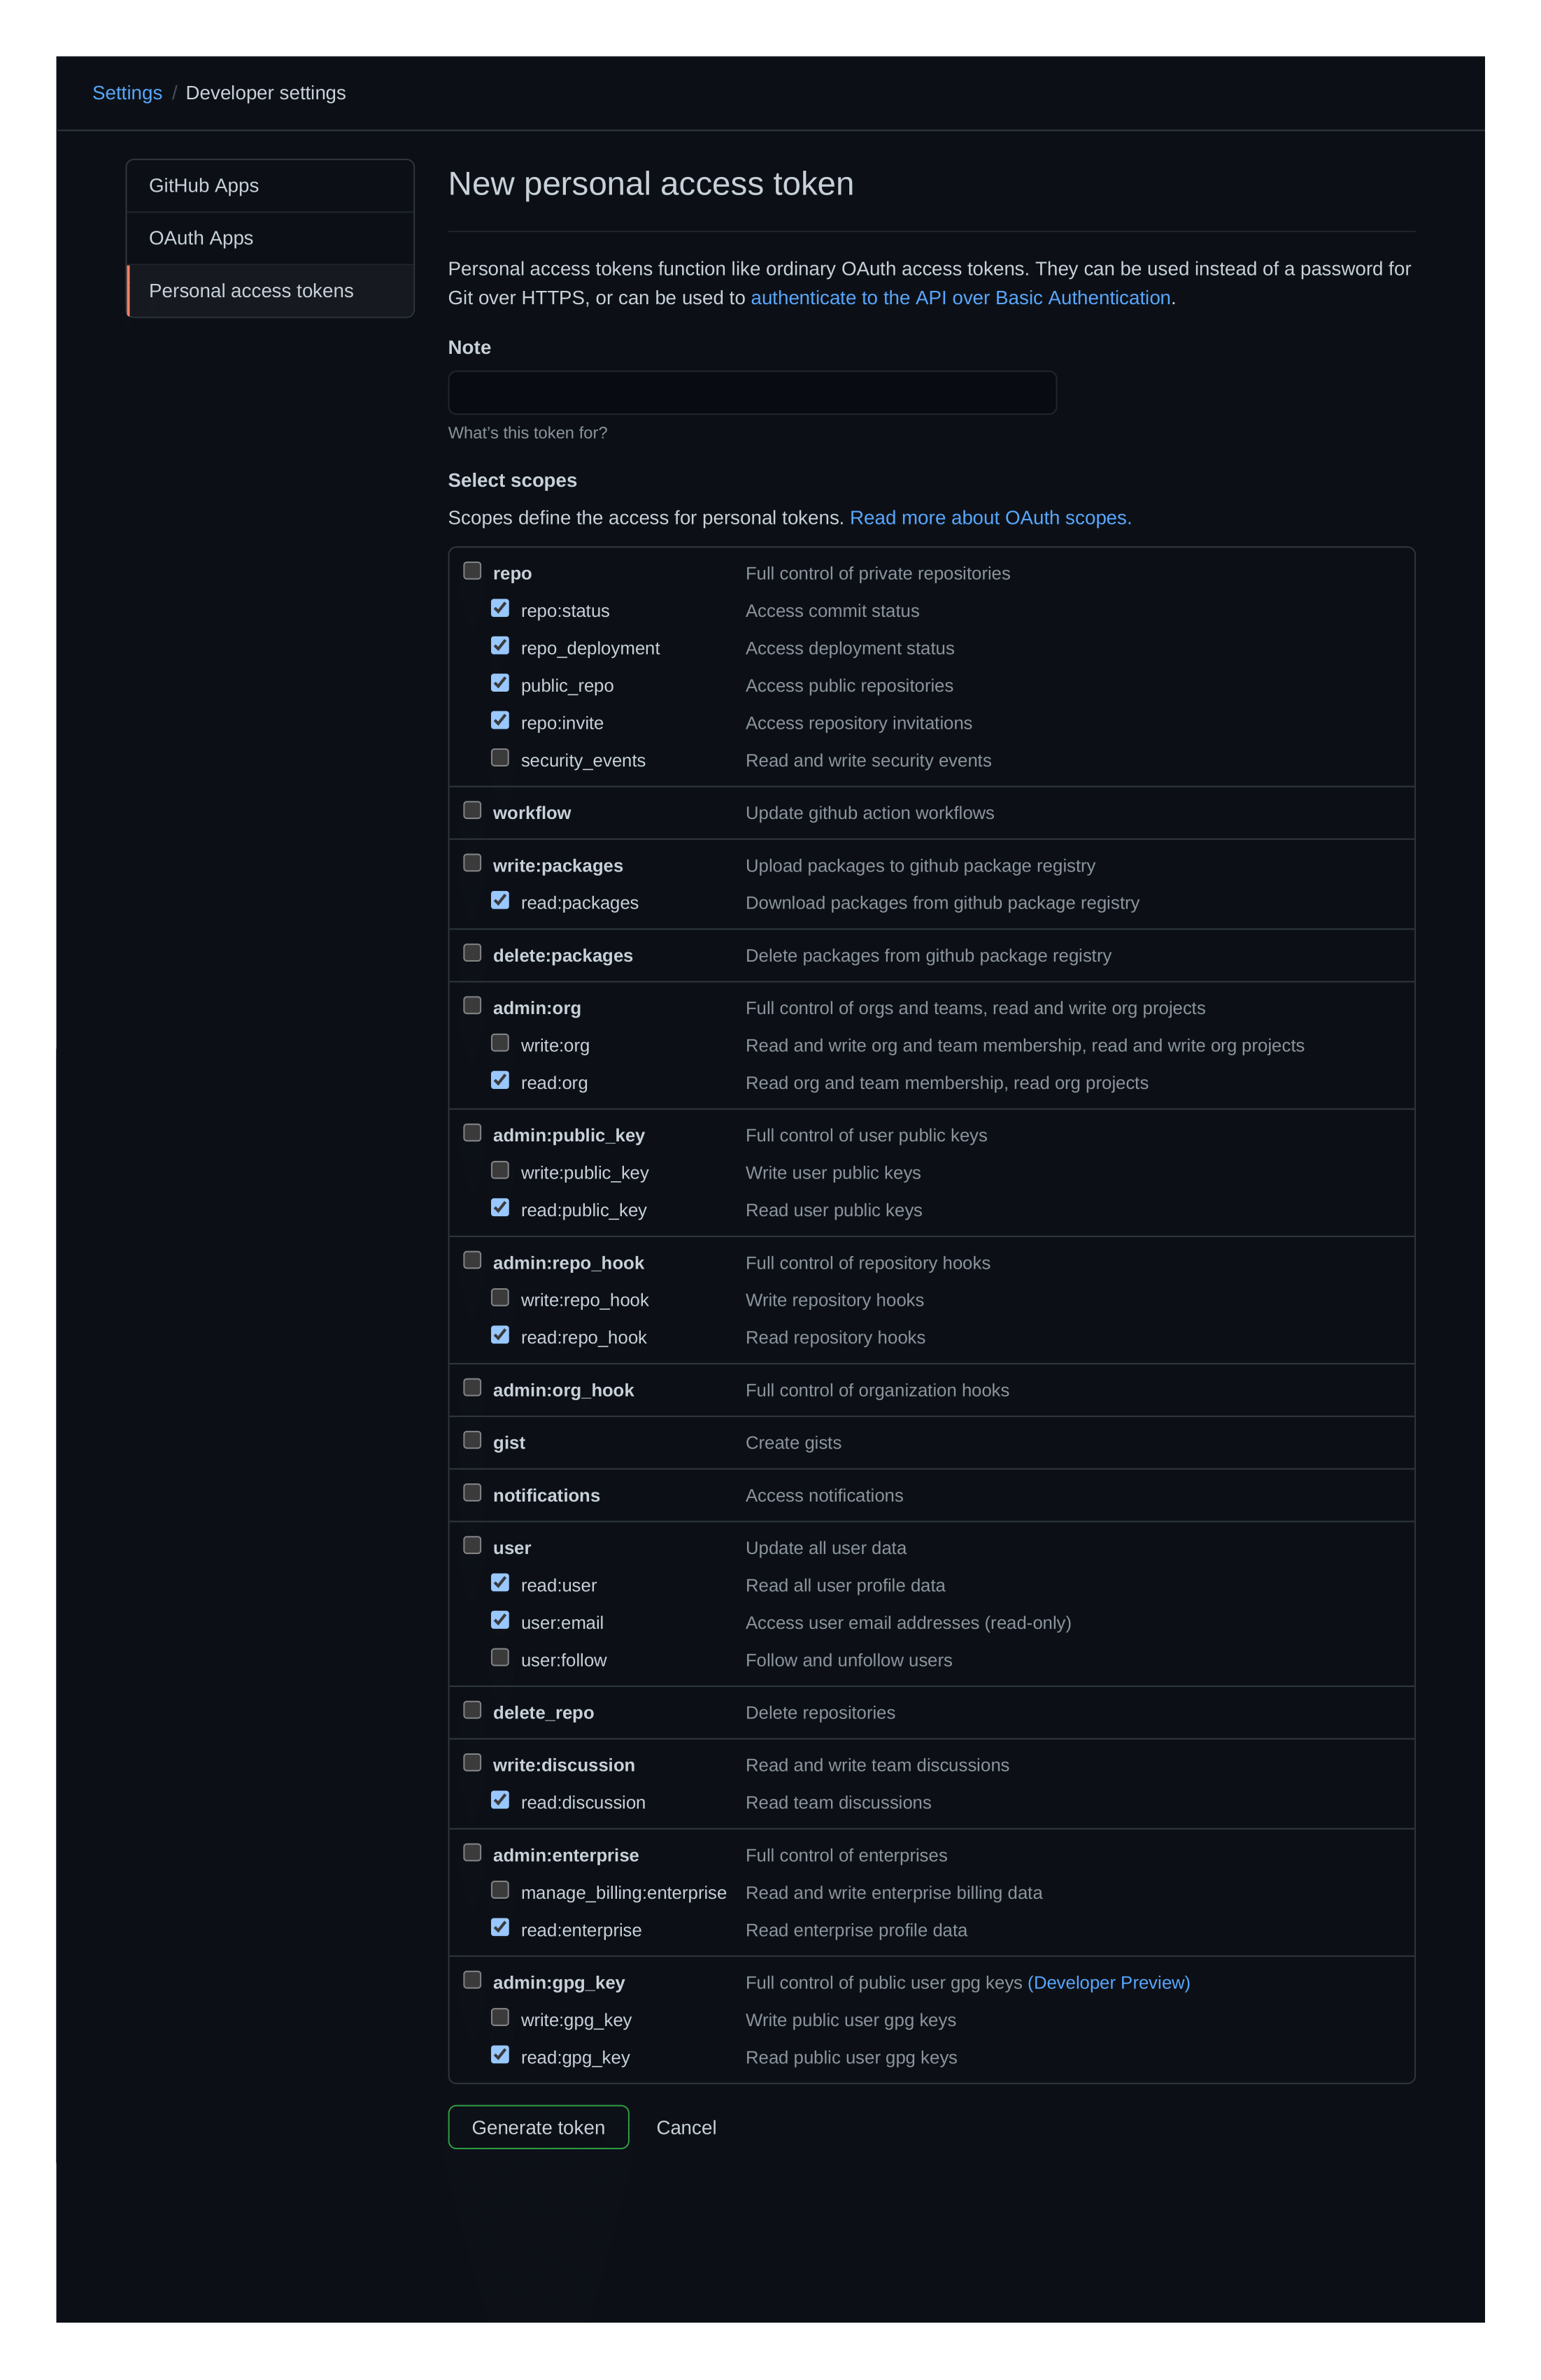 Settings / Developer settings
GitHub Apps
OAuth Apps
Personal access tokens
New personal access token
Personal access tokens function like ordinary OAuth access tokens. They can be used instead of a password for
Git over HTTPS, or can be used to authenticate to the API over Basic Authentication.
Note
What's this token for?
Select scopes
Scopes define the access for personal tokens. Read more about OAuth scopes.
repo Full control of private repositories
repo:status Access commit status
repo_deployment Access deployment status
public_repo Access public repositories
repo:invite Access repository invitations
security_events Read and write security events
workflow Update github action workflows
write:packages Upload packages to github package registry
read:packages Download packages from github package registry
delete:packages Delete packages from github package registry
admin:org Full control of orgs and teams, read and write org projects
write:org Read and write org and team membership, read and write org projects
read:org Read org and team membership, read org projects
admin:public_key Full control of user public keys
write:public_key Write user public keys
read:public_key Read user public keys
admin:repo_hook Full control of repository hooks
write:repo_hook Write repository hooks
read:repo_hook Read repository hooks
admin:org_hook Full control of organization hooks
gist Create gists
notifications Access notifications
user Update all user data
read:user Read all user profile data
user:email Access user email addresses (read-only)
user:follow Follow and unfollow users
delete_repo Delete repositories
write:discussion Read and write team discussions
read:discussion Read team discussions
admin:enterprise Full control of enterprises
manage_billing:enterprise Read and write enterprise billing data
read:enterprise Read enterprise profile data
admin:gpg_key Full control of public user gpg keys (Developer Preview)
write:gpg_key Write public user gpg keys
read:gpg_key Read public user gpg keys
Generate token Cancel